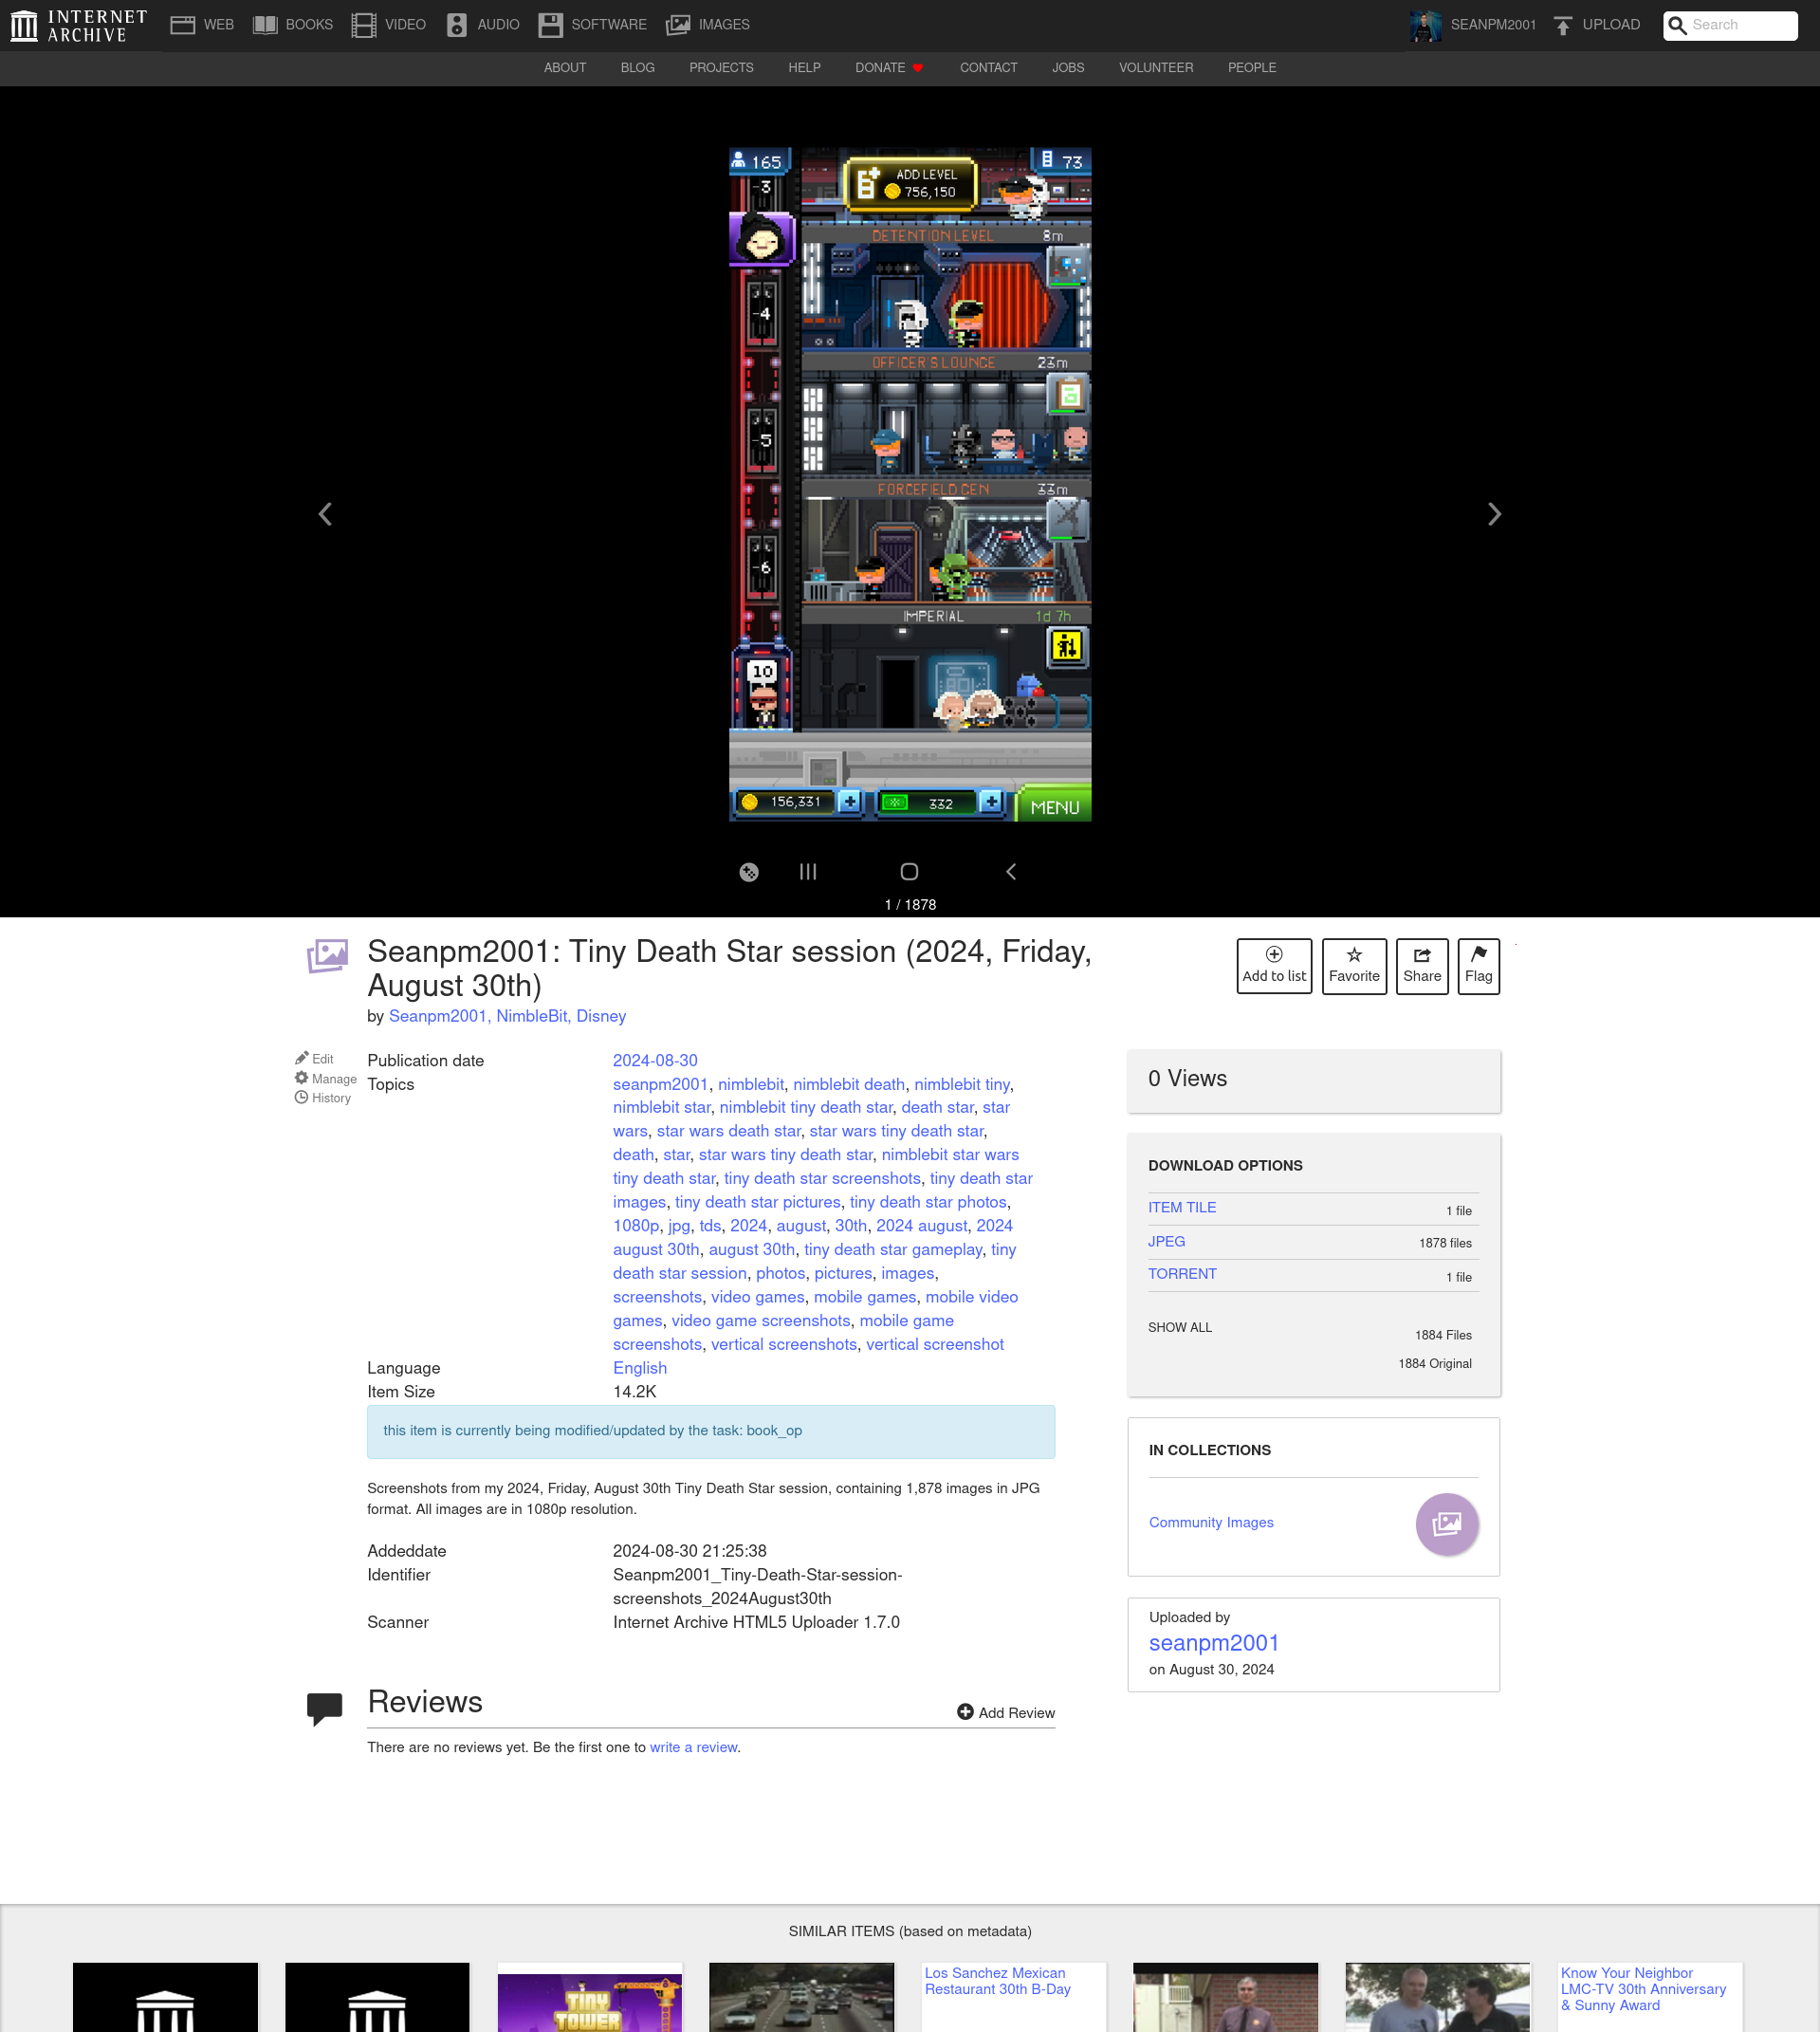 INTERNET
ARCHIVE
WEB BOOKS VIDEO AUDIO SOFTWARE IMAGES SEANPM2001 UPLOAD Search
ABOUT BLOG PROJECTS HELP DONATE CONTACT JOBS VOLUNTEER PEOPLE
165 73
ADD LEVEL
756,150
-3
DETENTION LEVEL 8m
-4
OFFICER'S LOUNGE 23m
-5
FORCEFIELD GEN 33m
-6
IMPERIAL 1d 7h
10
156,331 332 MENU
1 / 1878
Seanpm2001: Tiny Death Star session (2024, Friday,
August 30th)
by Seanpm2001, NimbleBit, Disney
Add to list Favorite Share Flag
Edit
Manage
History
Publication date 2024-08-30
Topics seanpm2001, nimblebit, nimblebit death, nimblebit tiny,
nimblebit star, nimblebit tiny death star, death star, star
wars, star wars death star, star wars tiny death star,
death, star, star wars tiny death star, nimblebit star wars
tiny death star, tiny death star screenshots, tiny death star
images, tiny death star pictures, tiny death star photos,
1080p, jpg, tds, 2024, august, 30th, 2024 august, 2024
august 30th, august 30th, tiny death star gameplay, tiny
death star session, photos, pictures, images,
screenshots, video games, mobile games, mobile video
games, video game screenshots, mobile game
screenshots, vertical screenshots, vertical screenshot
Language English
Item Size 14.2K
this item is currently being modified/updated by the task: book_op
Screenshots from my 2024, Friday, August 30th Tiny Death Star session, containing 1,878 images in JPG
format. All images are in 1080p resolution.
Addeddate 2024-08-30 21:25:38
Identifier Seanpm2001_Tiny-Death-Star-session-
screenshots_2024August30th
Scanner Internet Archive HTML5 Uploader 1.7.0
Reviews
Add Review
There are no reviews yet. Be the first one to write a review.
0 Views
DOWNLOAD OPTIONS
ITEM TILE 1 file
JPEG 1878 files
TORRENT 1 file
SHOW ALL 1884 Files
1884 Original
IN COLLECTIONS
Community Images
Uploaded by
seanpm2001
on August 30, 2024
SIMILAR ITEMS (based on metadata)
TINY
TOWER
Los Sanchez Mexican
Restaurant 30th B-Day
Know Your Neighbor
LMC-TV 30th Anniversary
& Sunny Award